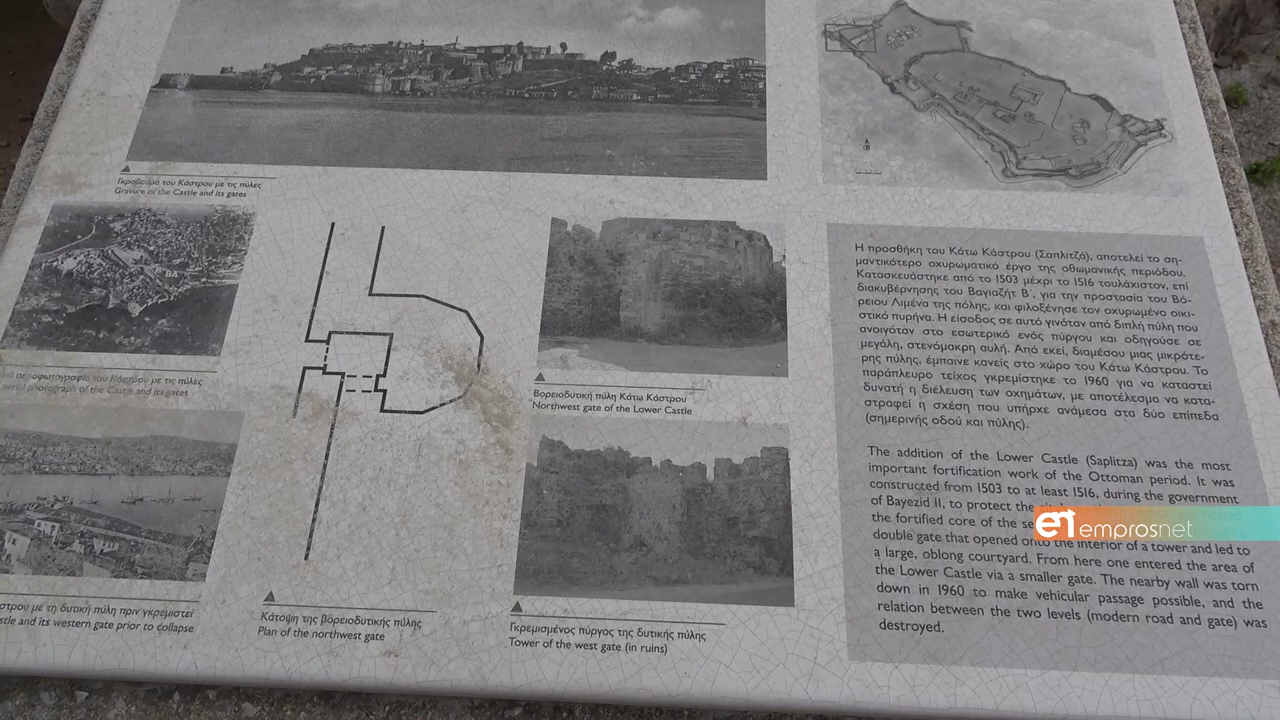 Γκραβούρα του Κάστρου με τις πύλες
Gravure of the Castle and its gates
αεροφωτογραφία του Κάστρου με τις πύλες
photograph of the Castle and its gates
με τη δυτική πύλη πριν γκρεμιστεί
and its western gate prior to collapse
Κάτοψη της βορειοδυτικής πύλης
Plan of the northwest gate
Βορειοδυτική πύλη Κάτω Κάστρου
Northwest gate of the Lower Castle
Γκρεμισμένος πύργος της δυτικής πύλης
Tower of the west gate (in ruins)
Η προσθήκη του Κάτω Κάστρου (Σαπλιτζά), αποτελεί το ση-
μαντικότερο οχυρωματικό έργο της οθωμανικής περιόδου.
Κατασκευάστηκε από το 1503 μέχρι το 1516 τουλάχιστον, επί
διακυβέρνησης του Βαγιαζήτ Β΄, για την προστασία του Βό-
ρειου Λιμένα της πόλης, και φιλοξένησε τον οχυρωμένο οικι-
στικό πυρήνα. Η είσοδος σε αυτό γινόταν από διπλή πύλη που
ανοιγόταν στο εσωτερικό ενός πύργου και οδηγούσε σε
μεγάλη, στενόμακρη αυλή. Από εκεί, διαμέσου μιας μικρότε-
ρης πύλης, έμπαινε κανείς στο χώρο του Κάτω Κάστρου. Το
παράπλευρο τείχος γκρεμίστηκε το 1960 για να καταστεί
δυνατή η διέλευση των οχημάτων, με αποτέλεσμα να κατα-
στραφεί η σχέση που υπήρχε ανάμεσα στα δύο επίπεδα
(σημερινής οδού και πύλης).
The addition of the Lower Castle (Saplitza) was the most
important fortification work of the Ottoman period. It was
constructed from 1503 to at least 1516, during the government
of Bayezid II, to protect the
the fortified core of the
double gate that opened onto the interior of a tower and led to
a large, oblong courtyard. From here one entered the area of
the Lower Castle via a smaller gate. The nearby wall was torn
down in 1960 to make vehicular passage possible, and the
relation between the two levels (modern road and gate) was
destroyed.
emprosnet